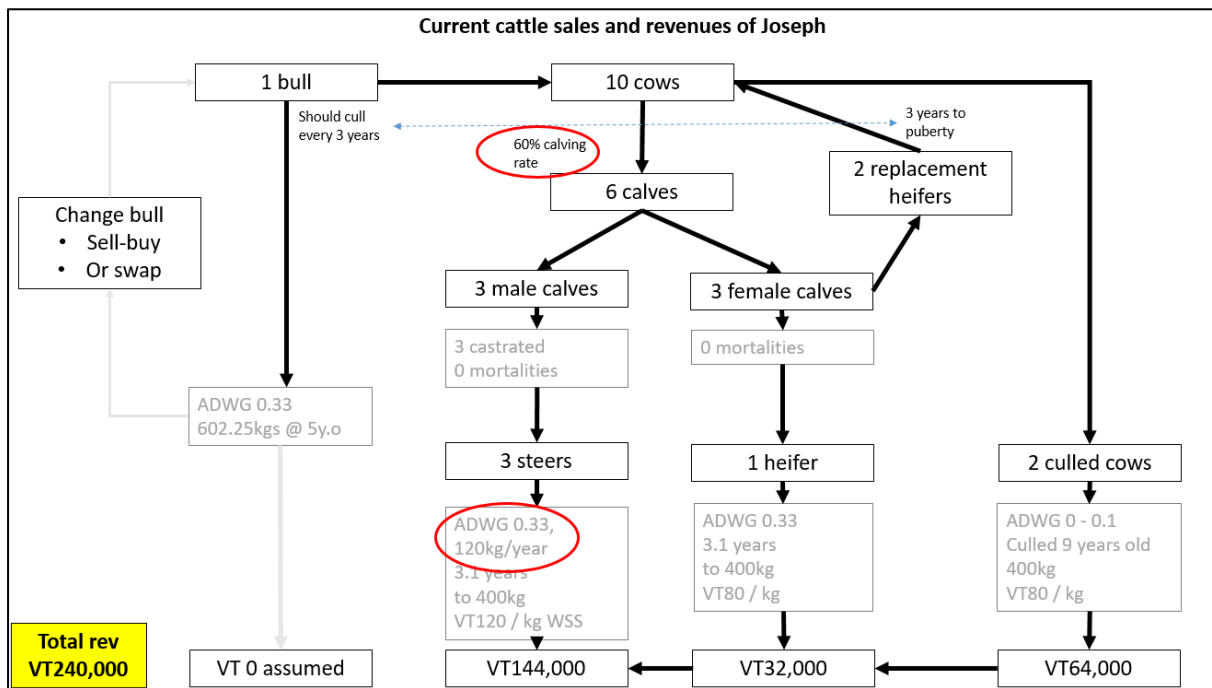 Current cattle sales and revenues of Joseph
1 bull
10 cows
Should cull
every 3 years
3 years to
puberty
60% calving
rate
2 replacement
heifers
6 calves
Change bull
• Sell-buy
• Or swap
3 male calves
3 female calves
3 castrated
0 mortalities
0 mortalities
ADWG 0.33
602.25kgs @ 5y.o
3 steers
1 heifer
2 culled cows
ADWG 0.33,
120kg/year
3.1 years
to 400kg
VT120 / kg WSS
ADWG 0.33
3.1 years
to 400kg
VT80 / kg
ADWG 0 - 0.1
Culled 9 years old
400kg
VT80 / kg
Total rev
VT240,000
VT 0 assumed
VT144,000
VT32,000
VT64,000